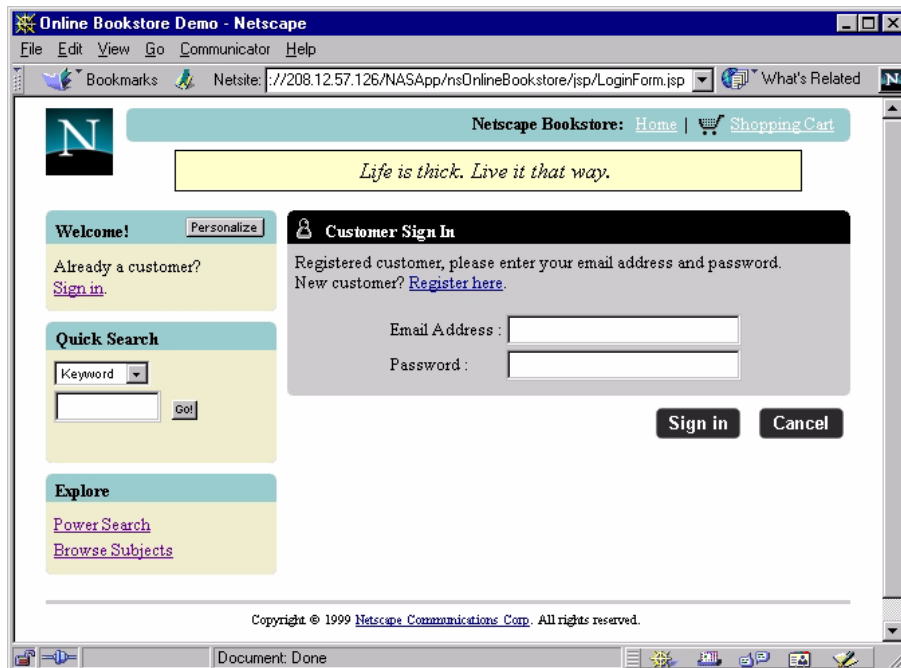 Online Bookstore Demo - Netscape
File Edit View Go Communicator Help
Bookmarks Netsite: ://208.12.57.126/NASApp/nsOnlineBookstore/jsp/LoginForm.jsp What's Related N
N
Netscape Bookstore: Home | Shopping Cart
Life is thick. Live it that way.
Welcome! Personalize
Already a customer?
Sign in.
Quick Search
Keyword
Go!
Explore
Power Search
Browse Subjects
Customer Sign In
Registered customer, please enter your email address and password.
New customer? Register here.
Email Address :
Password :
Sign in Cancel
Copyright © 1999 Netscape Communications Corp. All rights reserved.
Document: Done